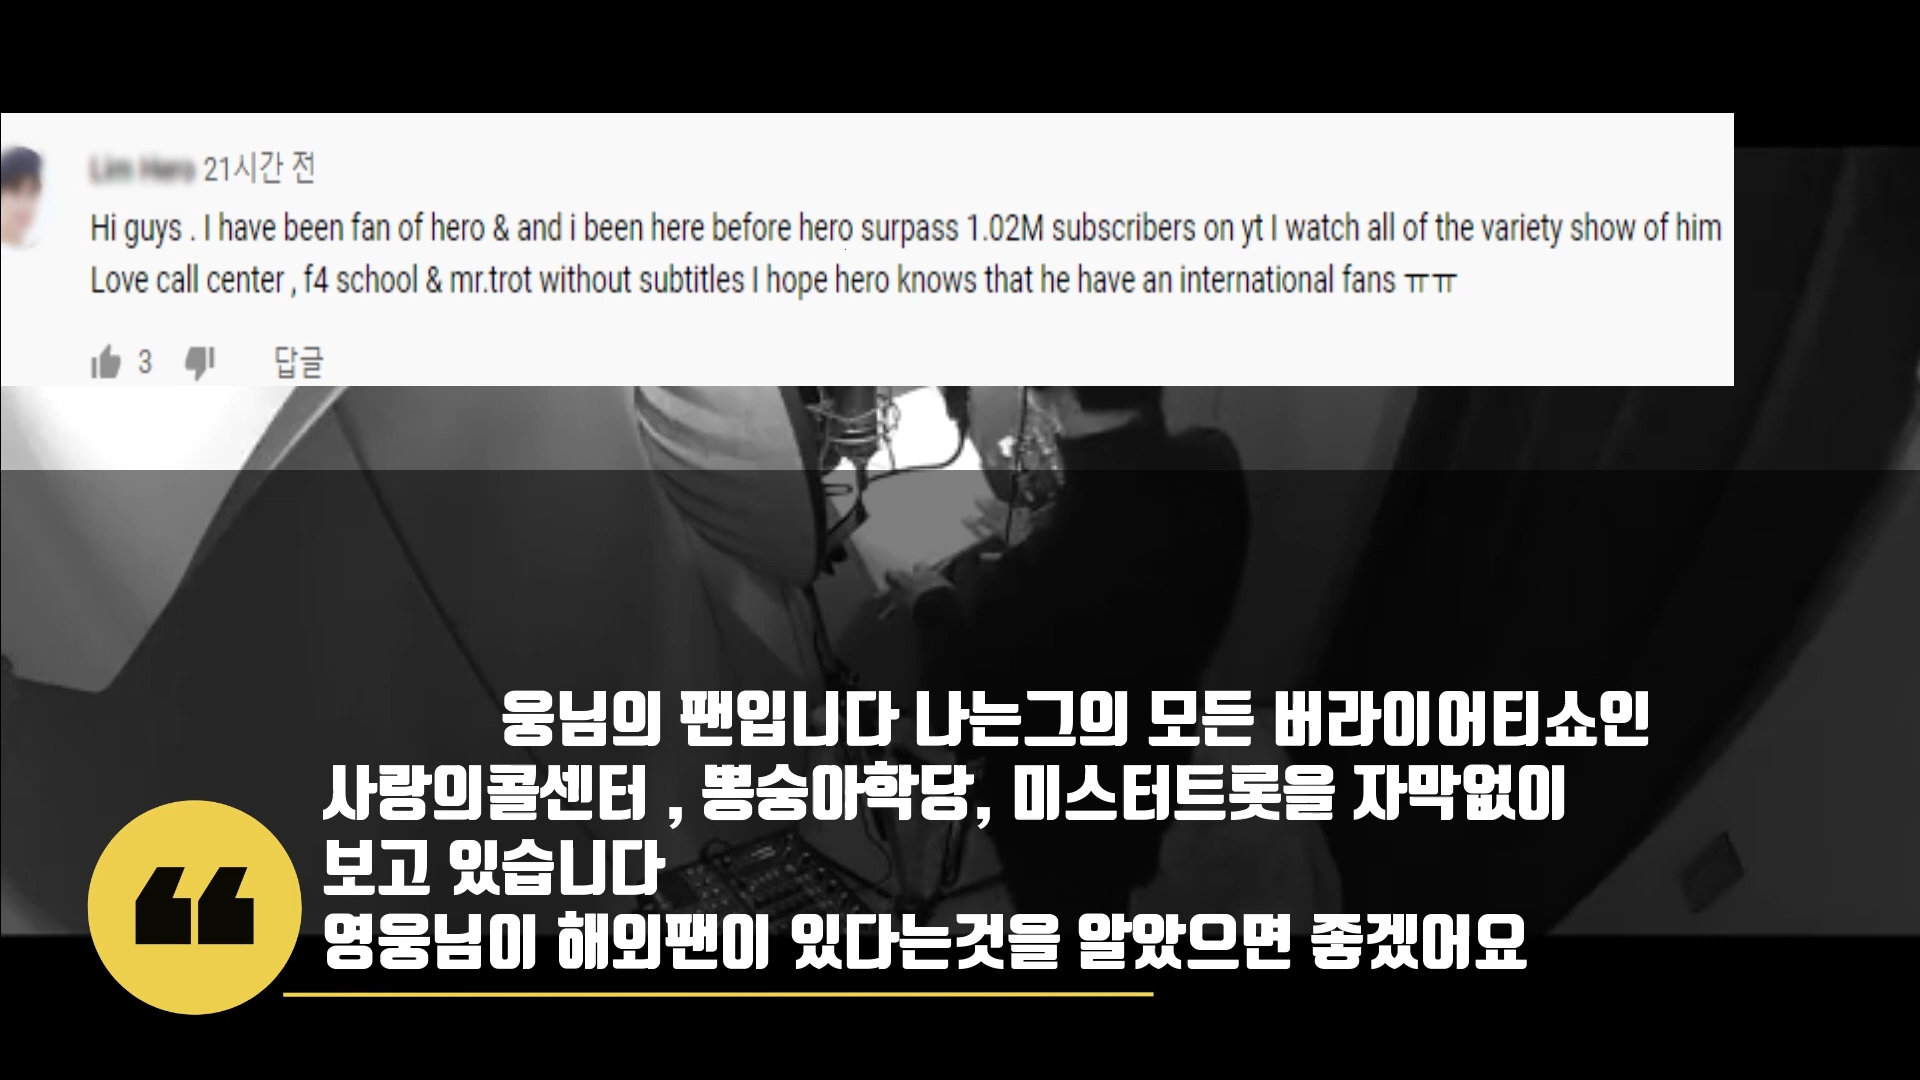 21시간 전
Hi guys . I have been fan of hero & and i been here before hero surpass 1.02M subscribers on yt I watch all of the variety show of him
Love call center , f4 school & mr.trot without subtitles I hope hero knows that he have an international fans ㅠㅠ
3 답글
웅님의 팬입니다 나는그의 모든 버라이어티쇼인
사랑의콜센터 , 뽕숭아학당, 미스터트롯을 자막없이
보고 있습니다
영웅님이 해외팬이 있다는것을 알았으면 좋겠어요